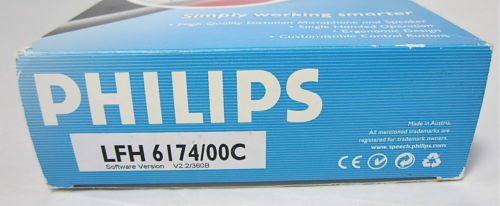 Simply working smarter
• High Quality Dictation Microphone and Speaker
• Single Handed Operation
• Ergonomic Design
• Customisable Control Buttons
PHILIPS
LFH 6174/00C
Software Version V2.2/360B
Made in Austria.
All mentioned trademarks are
registered for trademark owners.
www.speech.philips.com
CE